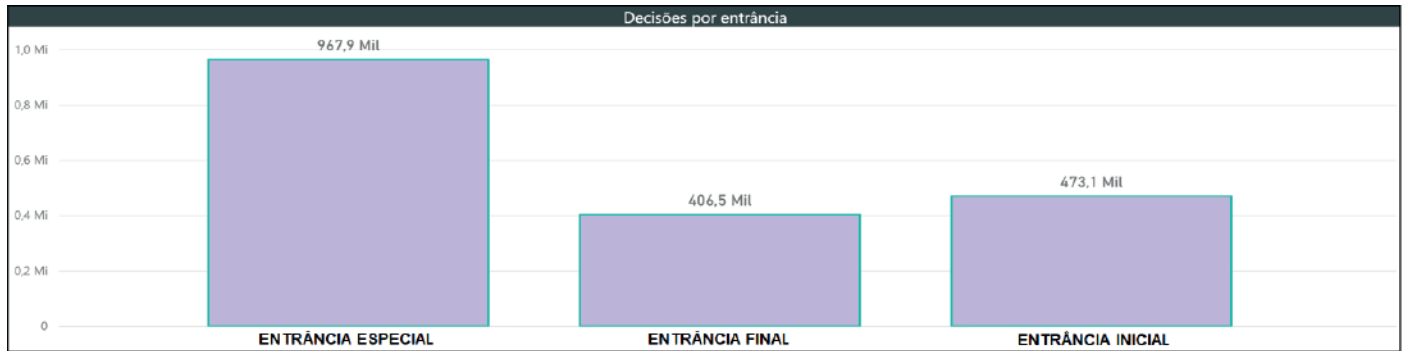 Decisões por entrância
1,0 Mi
967,9 Mil
0,8 Mi
0,6 Mi
473,1 Mil
406,5 Mil
0,4 Mi
0,2 Mi
0
ENTRÂNCIA ESPECIAL
ENTRÂNCIA FINAL
ENTRÂNCIA INICIAL